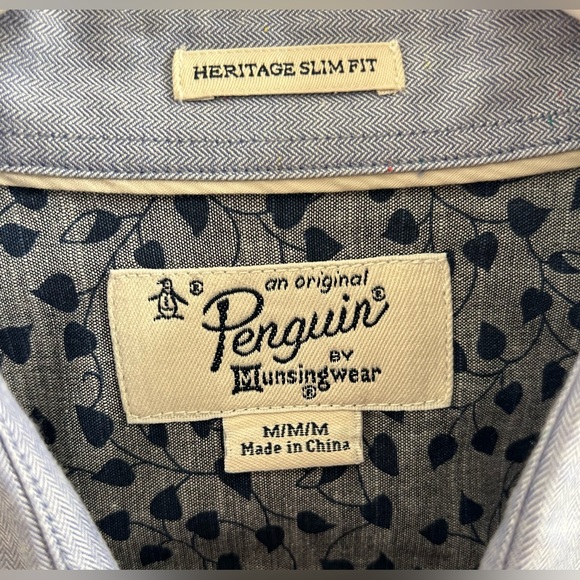 HERITAGE SLIM FIT
® an original
Penguin®
BY
Munsingwear
®
M/M/M
Made in China